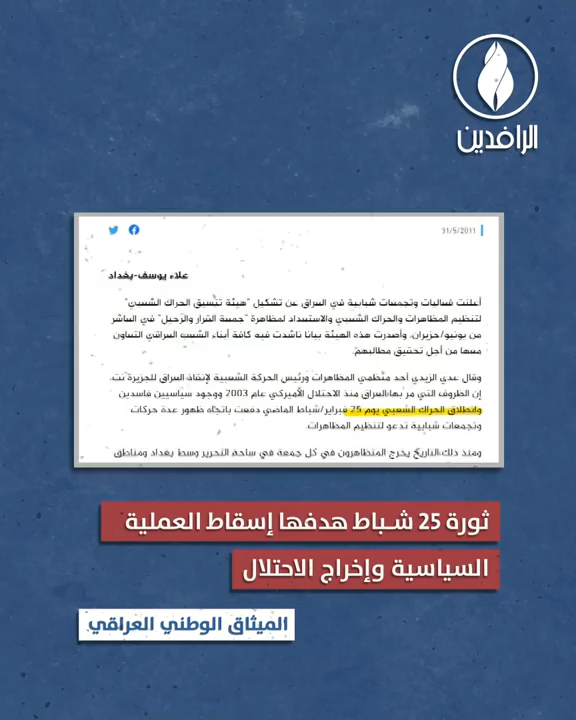 الرافدين
31/5/2011
علاء يوسف-بغداد
أعلنت فعاليات وتجمعات شبابية في العراق عن تشكيل "هيئة تنسيق الحراك الشعبي"
لتنظيم المظاهرات والحراك الشعبي والاستعداد لمظاهرة "جمعة القرار والرحيل" في العاشر
من يونيو/حزيران، وأصدرت هذه الهيئة بيانا ناشدت فيه كافة أبناء الشعب العراقي التعاون
معها من أجل تحقيق مطالبهم.
وقال عدي الزيدي أحد منظمي المظاهرات ورئيس الحركة الشعبية لإنقاذ العراق للجزيرة نت،
إن الظروف التي مر بها العراق منذ الاحتلال الأميركي عام 2003 ووجود سياسيين فاسدين
وانطلاق الحراك الشعبي يوم 25 فبراير/شباط الماضي دفعت باتجاه ظهور عدة حركات
وتجمعات شبابية تدعو لتنظيم المظاهرات.
ومنذ ذلك التاريخ يخرج المتظاهرون في كل جمعة في ساحة التحرير وسط بغداد ومناطق
ثورة 25 شباط هدفها إسقاط العملية
السياسية وإخراج الاحتلال
الميثاق الوطني العراقي